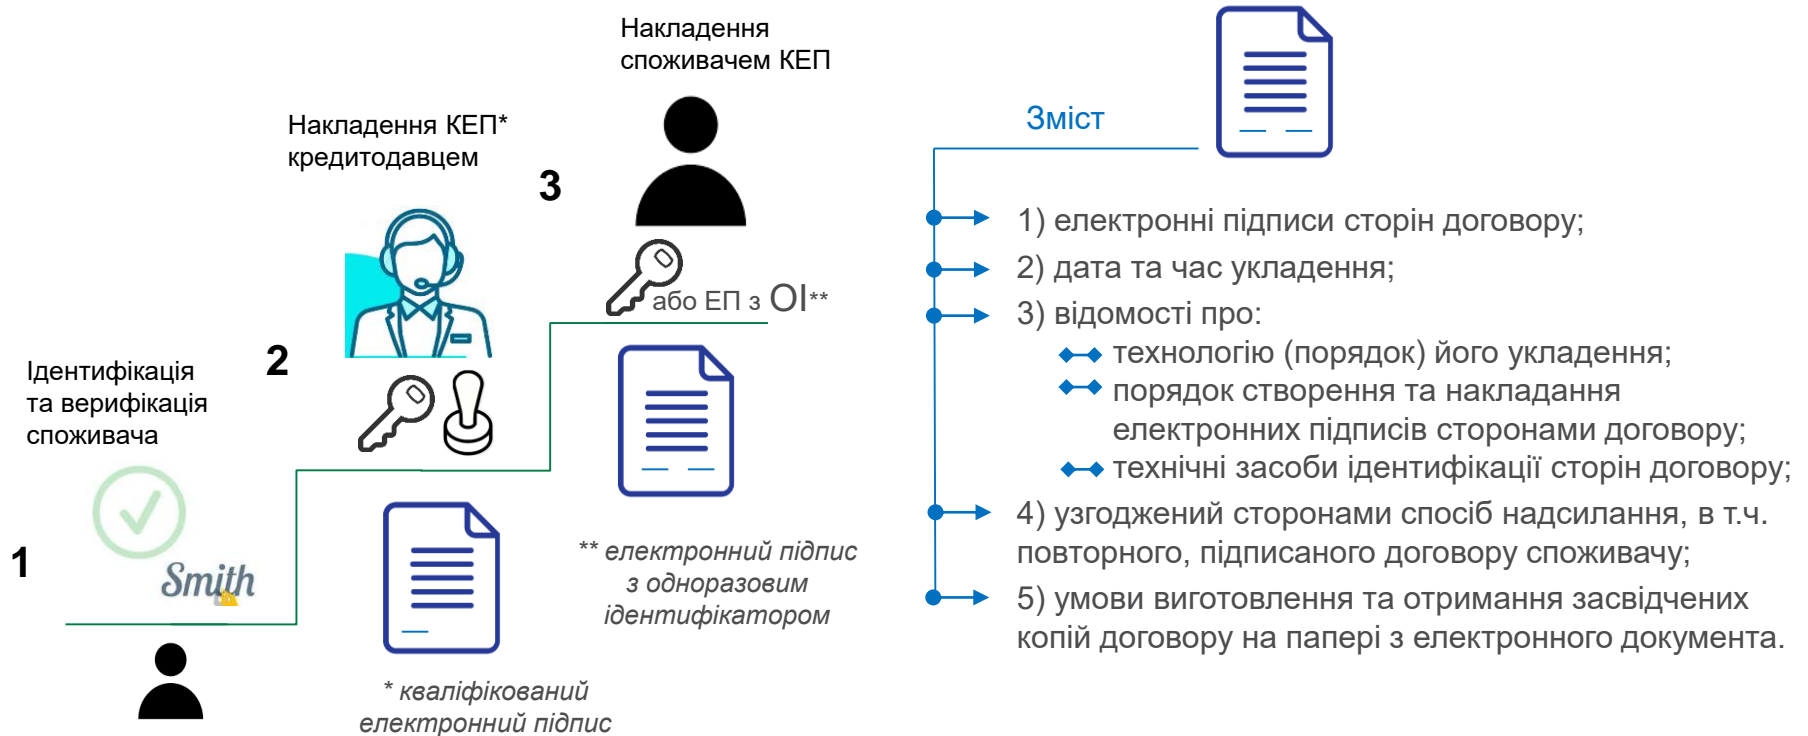 1
Ідентифікація
та верифікація
споживача
Smith
2
Накладення КЕП*
кредитодавцем
* кваліфікований
електронний підпис
3
Накладення
споживачем КЕП
або ЕП з ОІ**
** електронний підпис
з одноразовим
ідентифікатором
Зміст
1) електронні підписи сторін договору;
2) дата та час укладення;
3) відомості про:
технологію (порядок) його укладення;
порядок створення та накладання
електронних підписів сторонами договору;
технічні засоби ідентифікації сторін договору;
4) узгоджений сторонами спосіб надсилання, в т.ч.
повторного, підписаного договору споживачу;
5) умови виготовлення та отримання засвідчених
копій договору на папері з електронного документа.